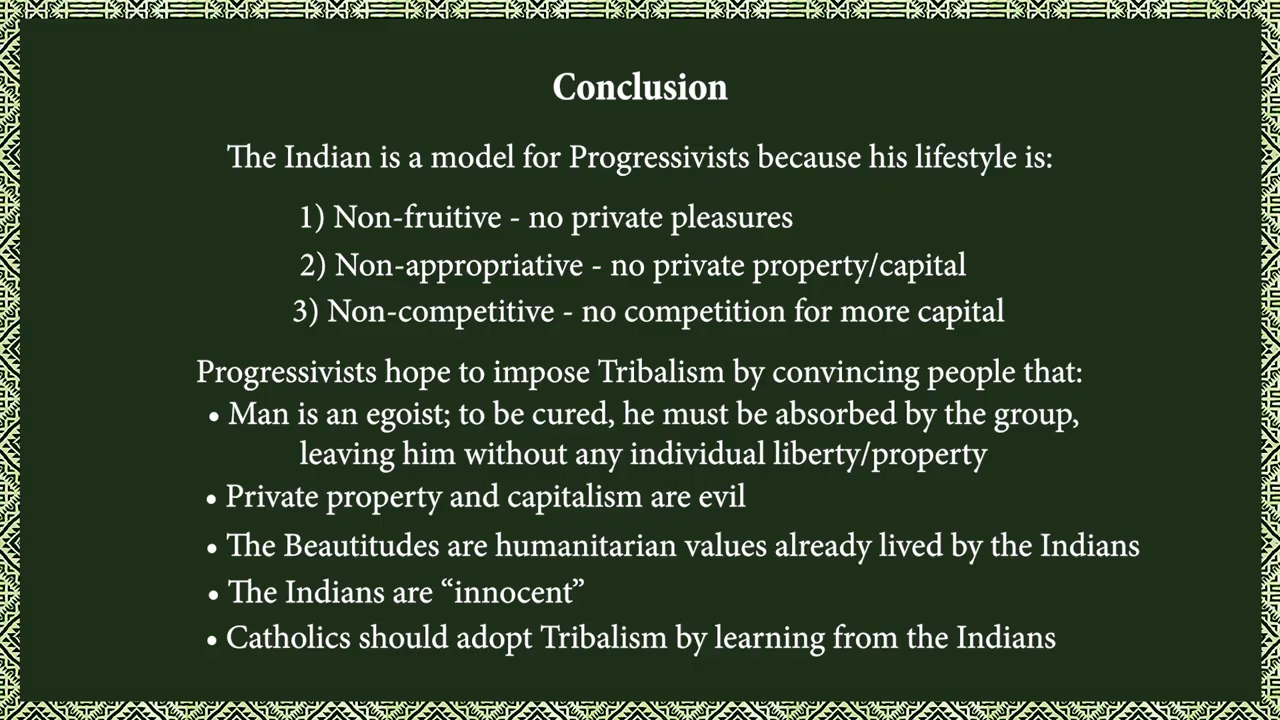 Conclusion
The Indian is a model for Progressivists because his lifestyle is:
1) Non-fruitive - no private pleasures
2) Non-appropriative - no private property/capital
3) Non-competitive - no competition for more capital
Progressivists hope to impose Tribalism by convincing people that:
• Man is an egoist; to be cured, he must be absorbed by the group,
leaving him without any individual liberty/property
• Private property and capitalism are evil
• The Beautitudes are humanitarian values already lived by the Indians
• The Indians are “innocent”
• Catholics should adopt Tribalism by learning from the Indians